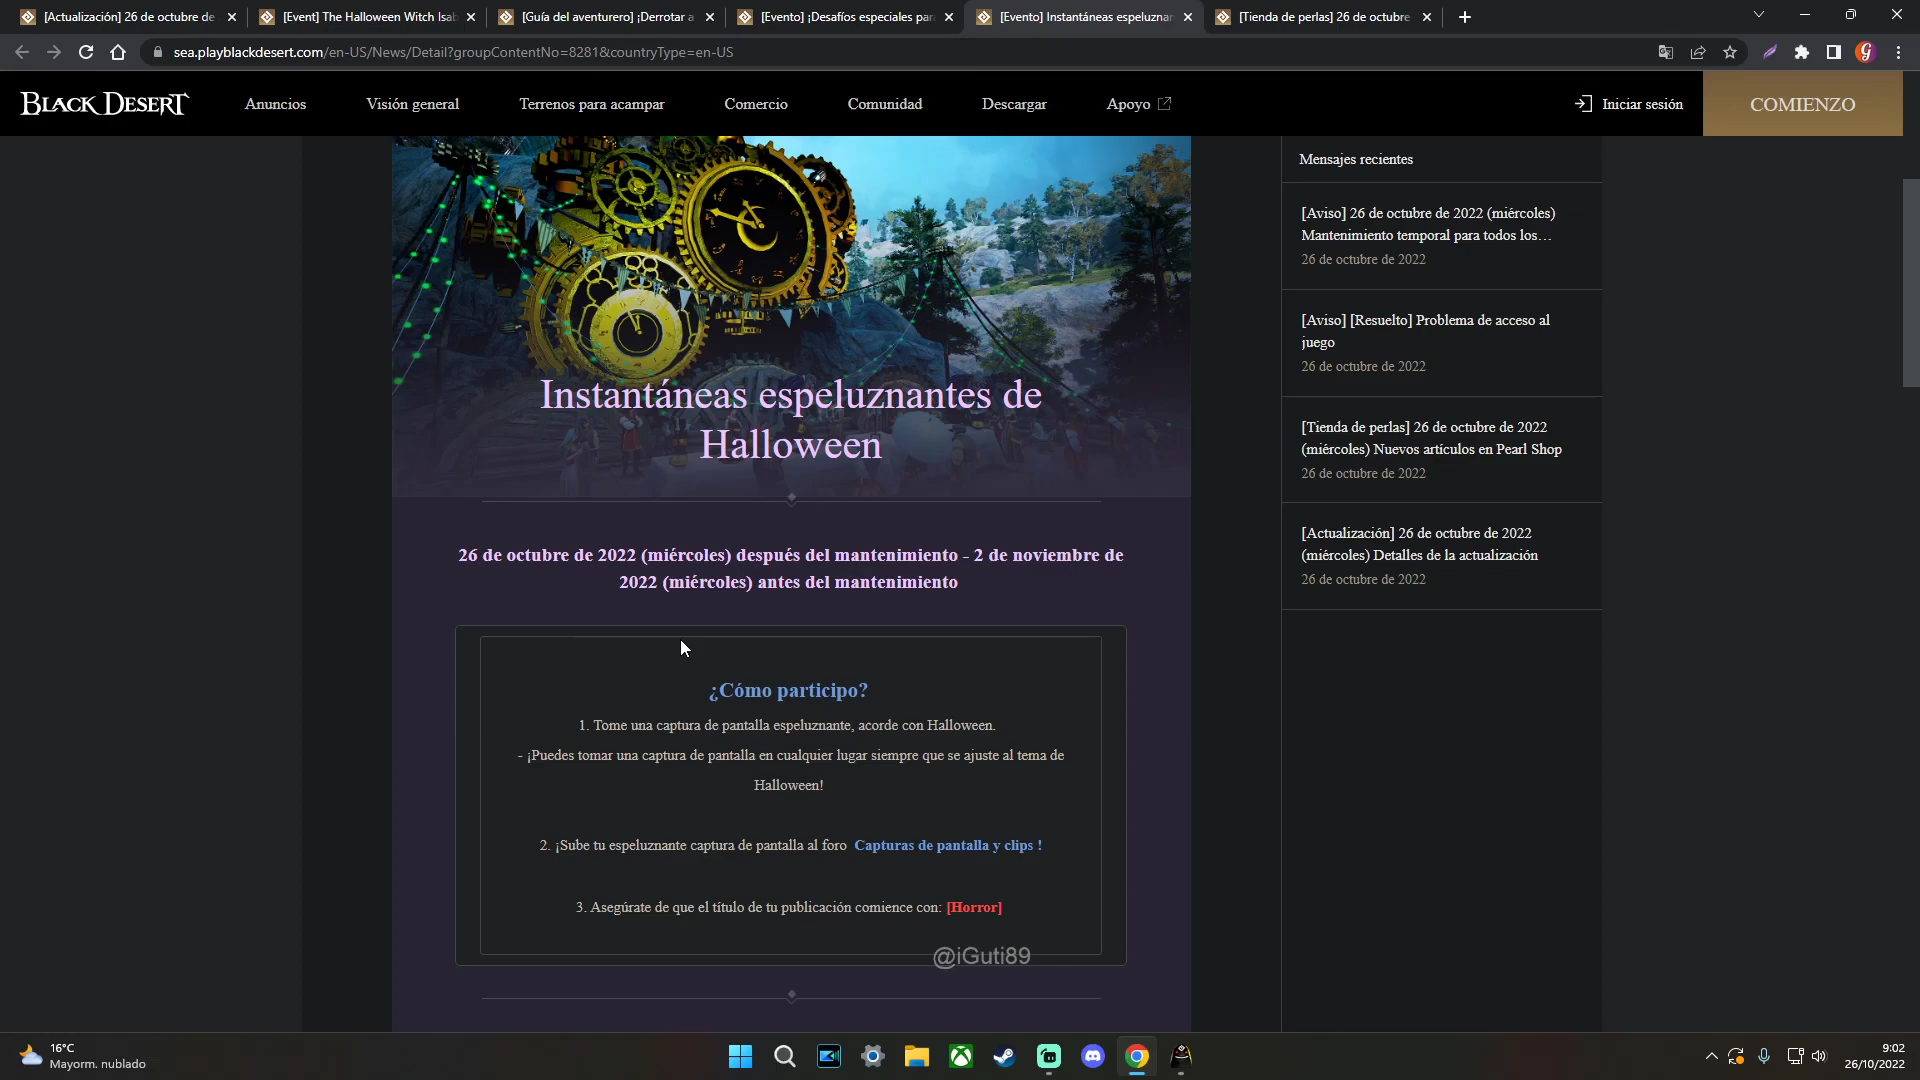 [Actualización] 26 de octubre de
[Event] The Halloween Witch Isab
[Guía del aventurero] ¡Derrotar a
[Evento] ¡Desafíos especiales para
[Evento] Instantáneas espeluznan
[Tienda de perlas] 26 de octubre
sea.playblackdesert.com/en-US/News/Detail?groupContentNo=8281&countryType=en-US
BLACK DESERT
Anuncios
Visión general
Terrenos para acampar
Comercio
Comunidad
Descargar
Apoyo
Iniciar sesión
COMIENZO
Instantáneas espeluznantes de
Halloween
26 de octubre de 2022 (miércoles) después del mantenimiento - 2 de noviembre de
2022 (miércoles) antes del mantenimiento
¿Cómo participo?
1. Tome una captura de pantalla espeluznante, acorde con Halloween.
- ¡Puedes tomar una captura de pantalla en cualquier lugar siempre que se ajuste al tema de
Halloween!
2. ¡Sube tu espeluznante captura de pantalla al foro Capturas de pantalla y clips !
3. Asegúrate de que el título de tu publicación comience con: [Horror]
@iGuti89
Mensajes recientes
[Aviso] 26 de octubre de 2022 (miércoles)
Mantenimiento temporal para todos los…
26 de octubre de 2022
[Aviso] [Resuelto] Problema de acceso al
juego
26 de octubre de 2022
[Tienda de perlas] 26 de octubre de 2022
(miércoles) Nuevos artículos en Pearl Shop
26 de octubre de 2022
[Actualización] 26 de octubre de 2022
(miércoles) Detalles de la actualización
26 de octubre de 2022
16°C
Mayorm. nublado
9:02
26/10/2022